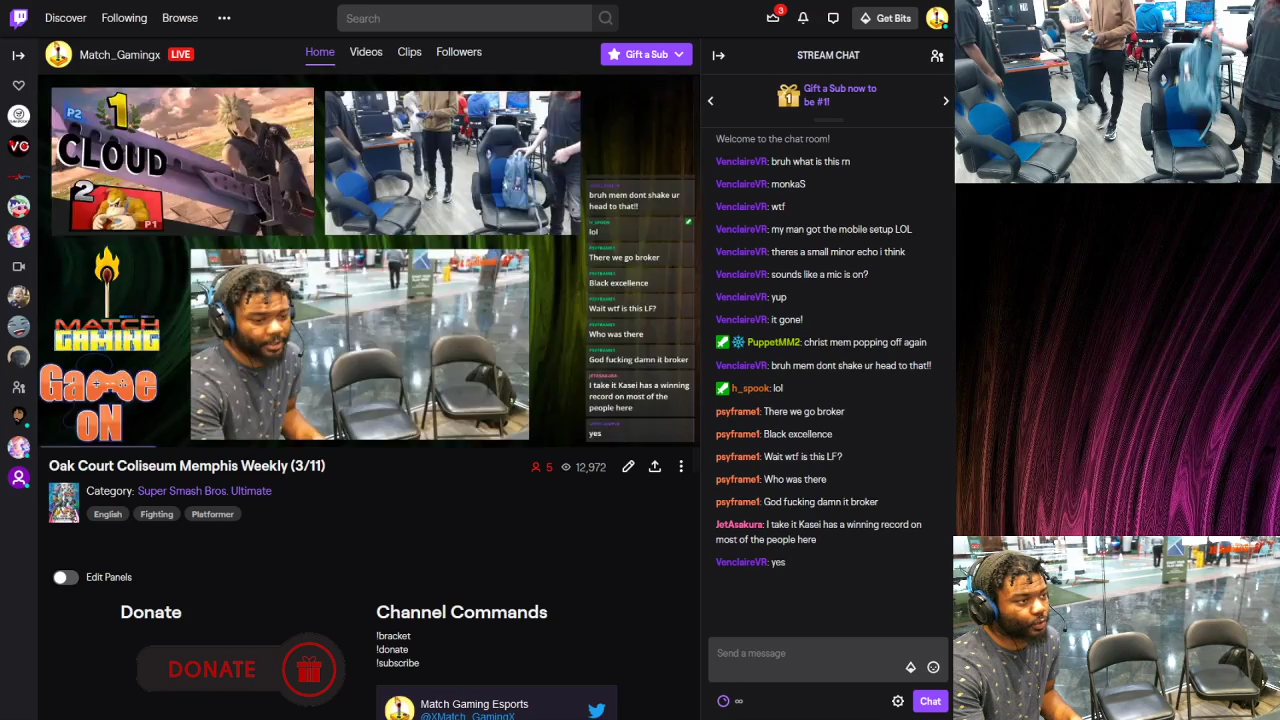 Discover
Following
Browse
Search
3
Get Bits
Match_Gamingx
LIVE
Home
Videos
Clips
Followers
Gift a Sub
STREAM CHAT
1
Gift a Sub now to
be #1!
P2
1
CLOUD
2
P1
MATCH
GAMING
Game
ON
bruh mem dont shake ur
head to that!!
lol
There we go broker
Black excellence
Wait wtf is this LF?
Who was there
God fucking damn it broker
I take it Kasei has a winning
record on most of the
people here
yes
VC
Oak Court Coliseum Memphis Weekly (3/11)
5
12,972
Category: Super Smash Bros. Ultimate
English
Fighting
Platformer
Edit Panels
Donate
DONATE
Channel Commands
!bracket
!donate
!subscribe
Match Gaming Esports
@XMatch_GamingX
Welcome to the chat room!
VenclaireVR: bruh what is this rn
VenclaireVR: monkaS
VenclaireVR: wtf
VenclaireVR: my man got the mobile setup LOL
VenclaireVR: theres a small minor echo i think
VenclaireVR: sounds like a mic is on?
VenclaireVR: yup
VenclaireVR: it gone!
PuppetMM2: christ mem popping off again
VenclaireVR: bruh mem dont shake ur head to that!!
h_spook: lol
psyframe1: There we go broker
psyframe1: Black excellence
psyframe1: Wait wtf is this LF?
psyframe1: Who was there
psyframe1: God fucking damn it broker
JetAsakura: I take it Kasei has a winning record on
most of the people here
VenclaireVR: yes
Send a message
∞
Chat